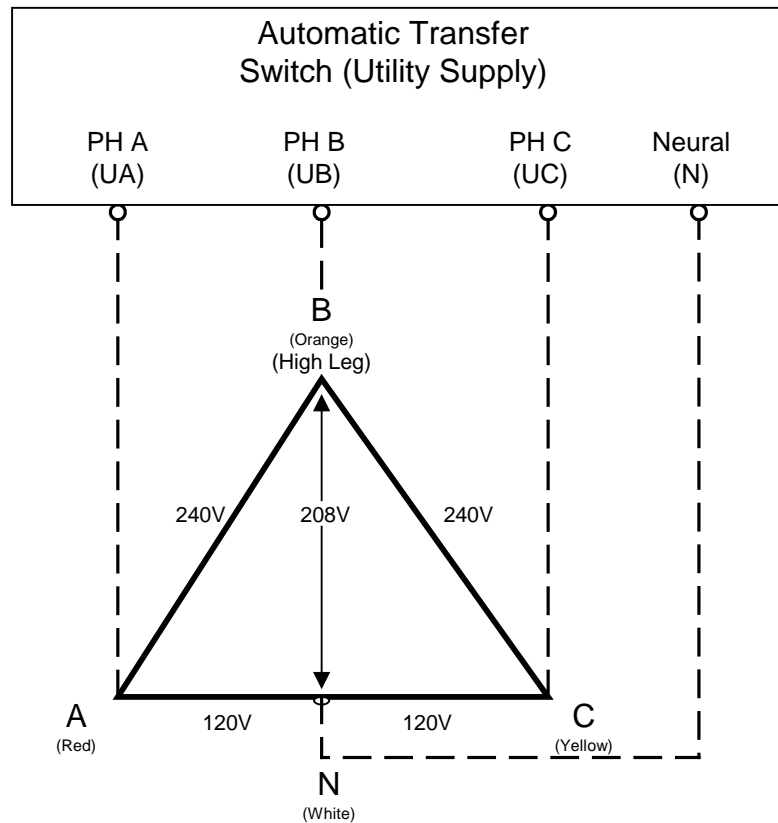 Automatic Transfer
Switch (Utility Supply)
PH A
(UA)
PH B
(UB)
PH C
(UC)
Neural
(N)
B
(Orange)
(High Leg)
240V
208V
240V
A
(Red)
120V
120V
C
(Yellow)
N
(White)